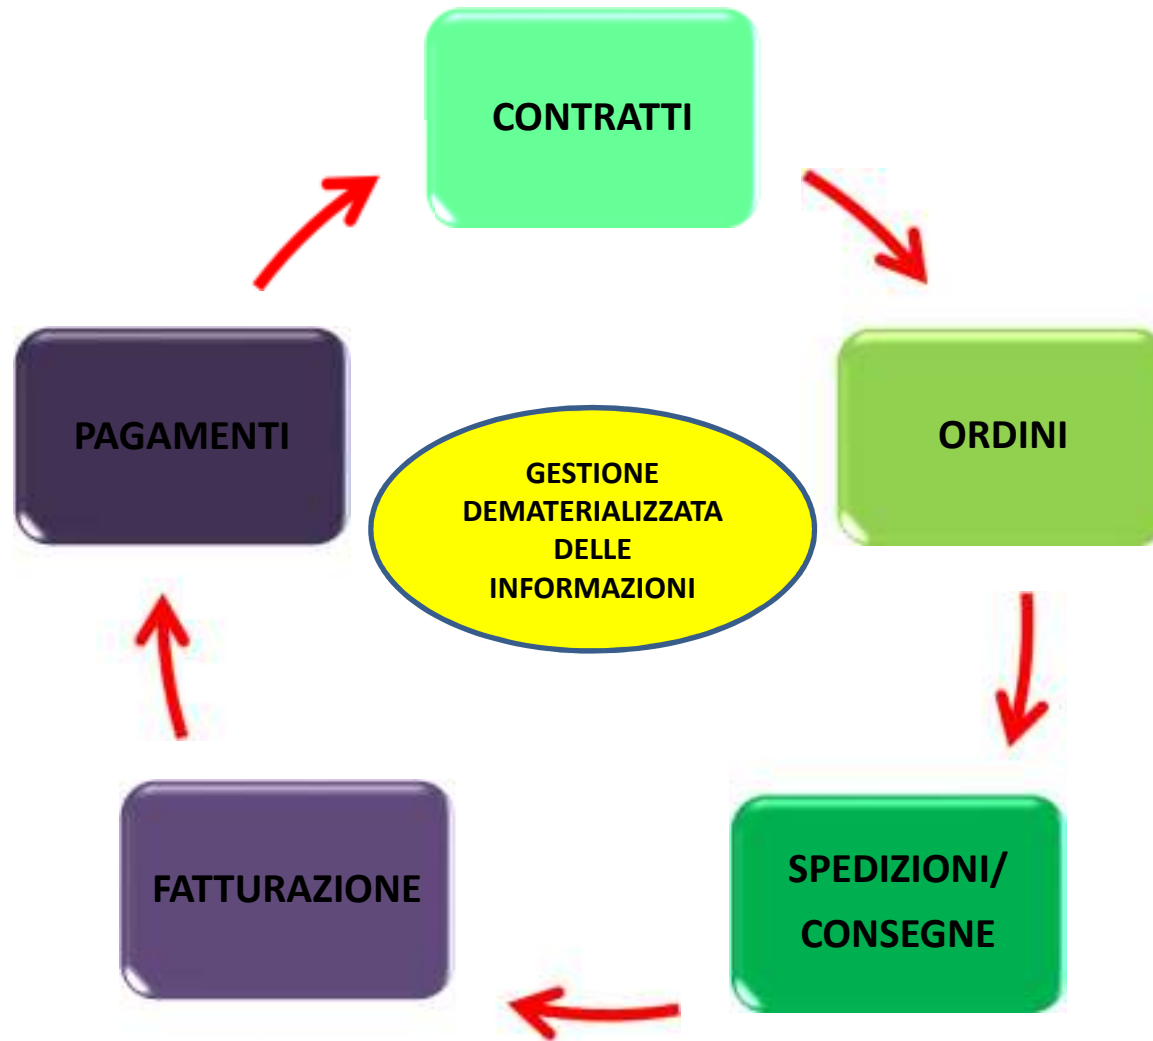 CONTRATTI
ORDINI
SPEDIZIONI/
CONSEGNE
FATTURAZIONE
PAGAMENTI
GESTIONE
DEMATERIALIZZATA
DELLE
INFORMAZIONI